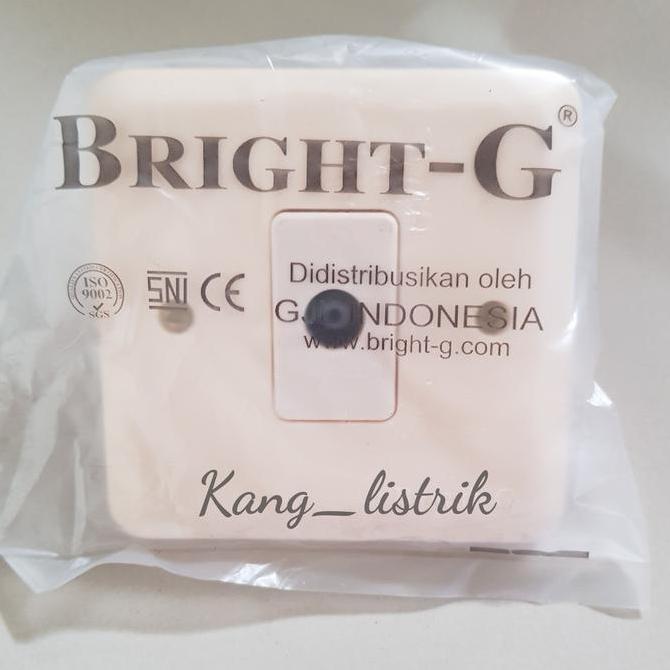 BRIGHT-G®
ISO
9002
SGS
SNI CE
Didistribusikan oleh
INDONESIA
www.bright-g.com
Kang_listrik